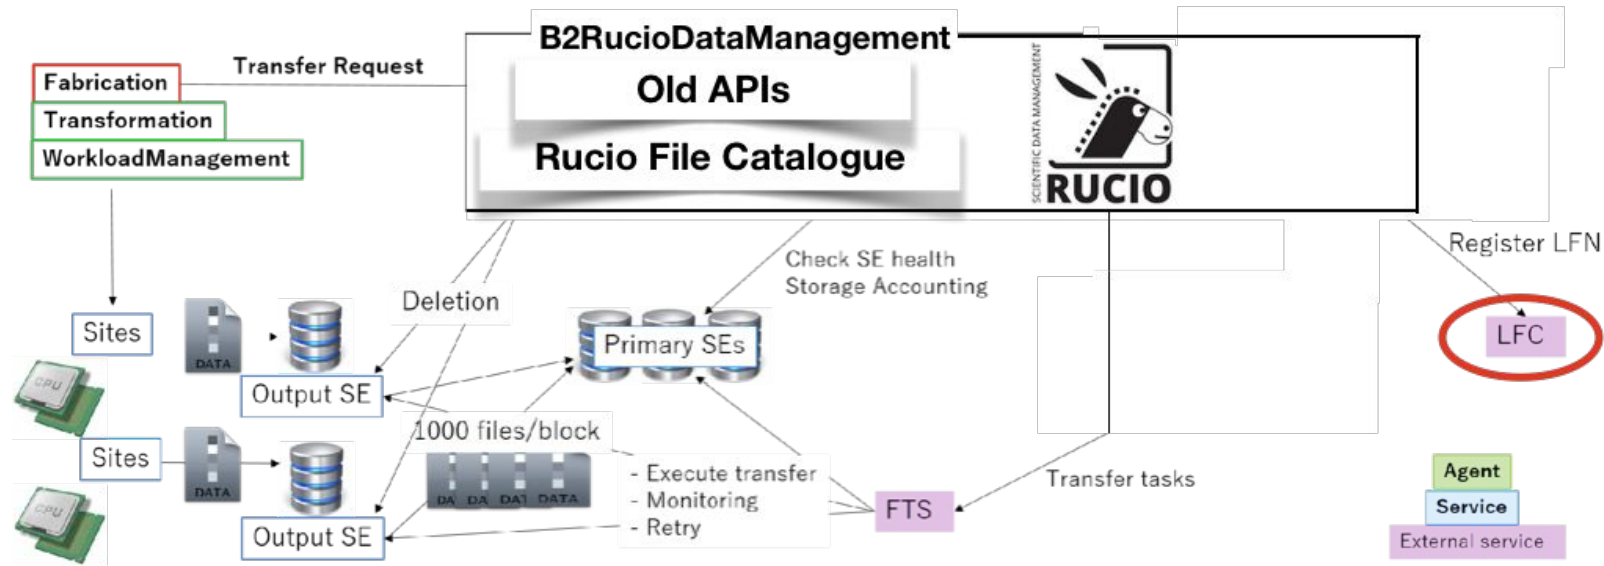 B2RucioDataManagement
Transfer Request
Fabrication
Old APIs
Transformation
WorkloadManagement
Rucio File Catalogue
SCIENTIFIC DATA MANAGEMENT
RUCIO
Register LFN
Check SE health
Storage Accounting
Deletion
Sites
DATA
Primary SEs
LFC
CPU
Output SE
1000 files/block
Sites
DATA
DA DA DAT DATA
- Execute transfer
- Monitoring
- Retry
Transfer tasks
FTS
CPU
Output SE
Agent
Service
External service